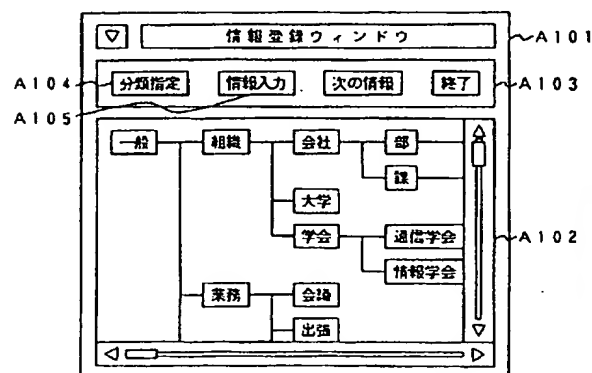 情報登録ウィンドウ A101
A104 分類指定 情報入力 次の情報 終了 A103
A105
一般 組織 会社 部
課
大学
A102
学会 通信学会
情報学会
業務 会議
出張